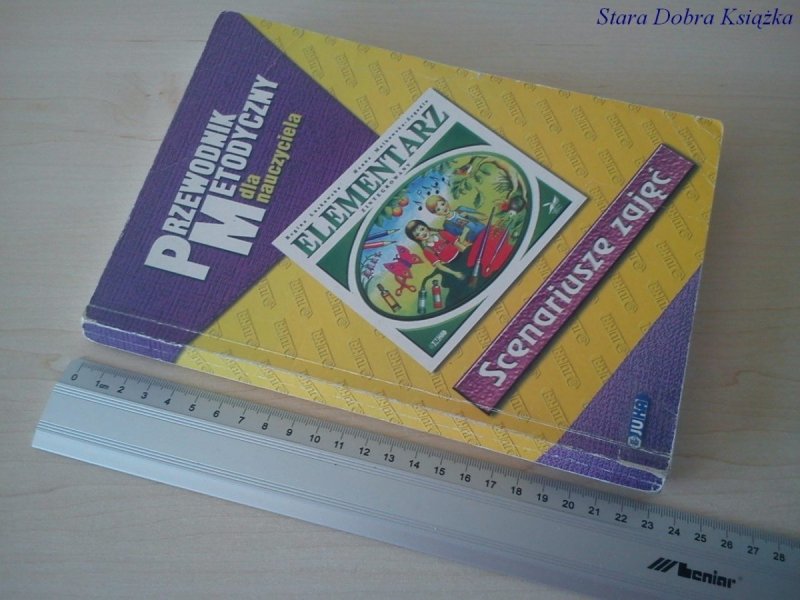 Stara Dobra Książka
PRZEWODNIK
METODYCZNY
dla
nauczyciela
ELEMENTARZ
Scenariusze zajęć
JUKA
0 1cm 2 3 4 5 6 7 8 9 10 11 12 13 14 15 16 17 18 19 20 21 22 23 24 25 26 27 28
beniar